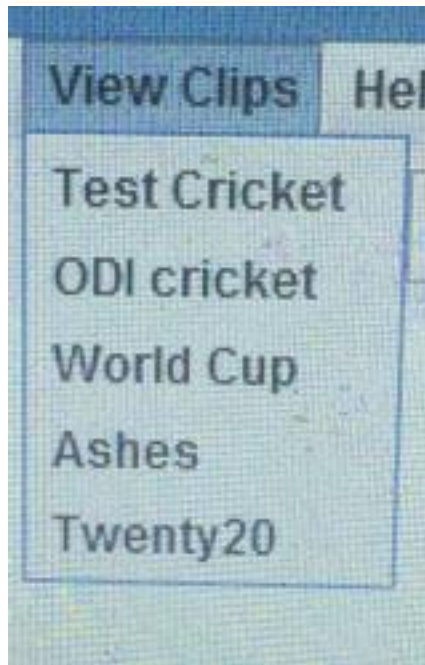 View Clips
Test Cricket
ODI cricket
World Cup
Ashes
Twenty20